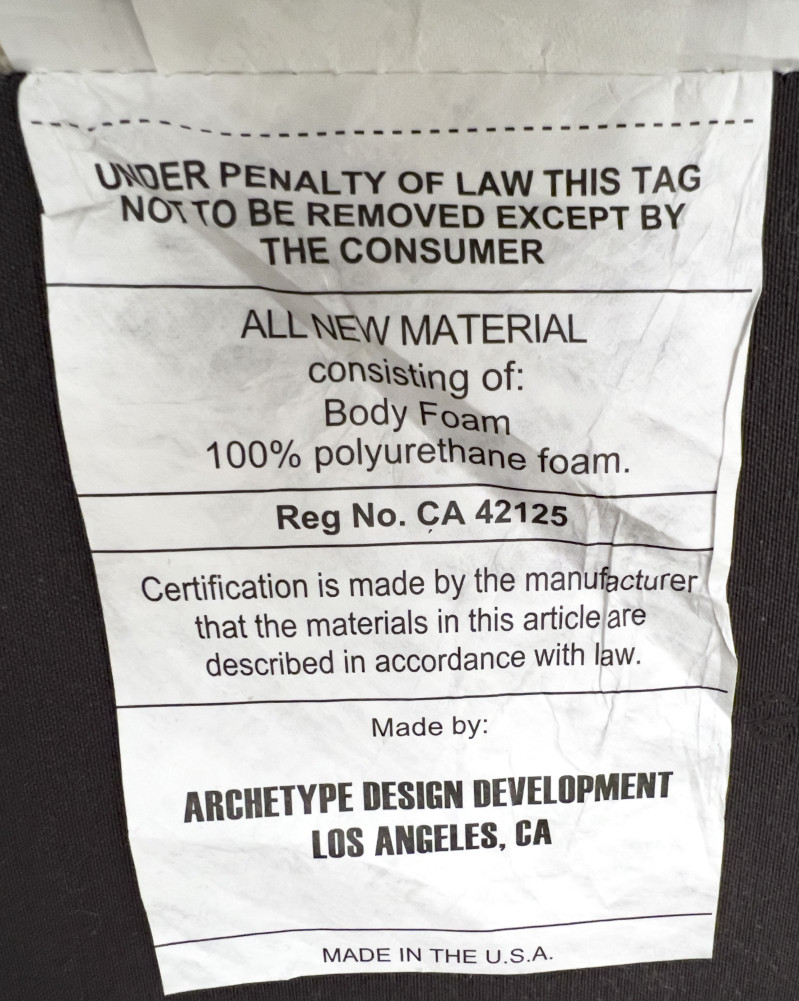 UNDER PENALTY OF LAW THIS TAG
NOT TO BE REMOVED EXCEPT BY
THE CONSUMER
ALL NEW MATERIAL
consisting of:
Body Foam
100% polyurethane foam.
Reg No. CA 42125
Certification is made by the manufacturer
that the materials in this article are
described in accordance with law.
Made by:
ARCHETYPE DESIGN DEVELOPMENT
LOS ANGELES, CA
MADE IN THE U.S.A.